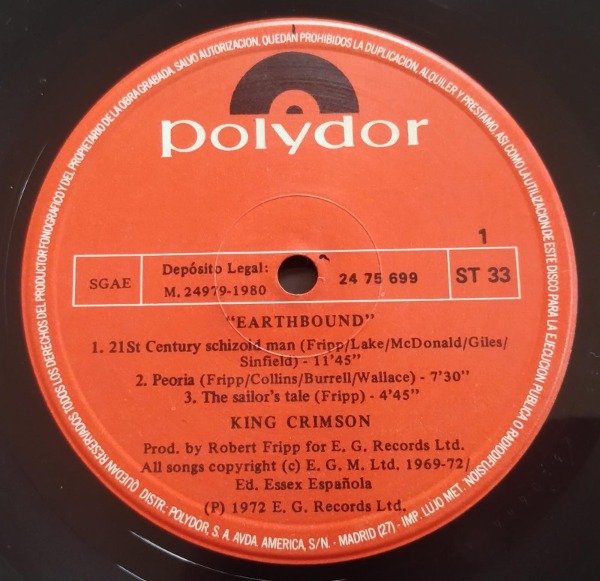 QUEDAN RESERVADOS TODOS LOS DERECHOS DEL PRODUCTOR FONOGRAFICO Y DEL PROPIETARIO DE LA OBRA GRABADA. SALVO AUTORIZACION, QUEDAN PROHIBIDOS LA DUPLICACION, ALQUILER Y PRESTAMO, ASI COMO LA UTILIZACION DE ESTE DISCO PARA LA EJECUCION PUBLICA O RADIODIFUSION.
polydor
SGAE
Depósito Legal:
M. 24979-1980
24 75 699
1
ST 33
"EARTHBOUND"
1. 21St Century schizoid man (Fripp/Lake/McDonald/Giles/
Sinfield) - 11'45"
2. Peoria (Fripp/Collins/Burrell/Wallace) - 7'30"
3. The sailor's tale (Fripp) - 4'45"
KING CRIMSON
Prod. by Robert Fripp for E. G. Records Ltd.
All songs copyright (c) E. G. M. Ltd. 1969-72/
Ed. Essex Española
(P) 1972 E. G. Records Ltd.
DISTR.- POLYDOR, S. A. AVDA. AMERICA, S/N. - MADRID (27) - IMP. LUJO MET.